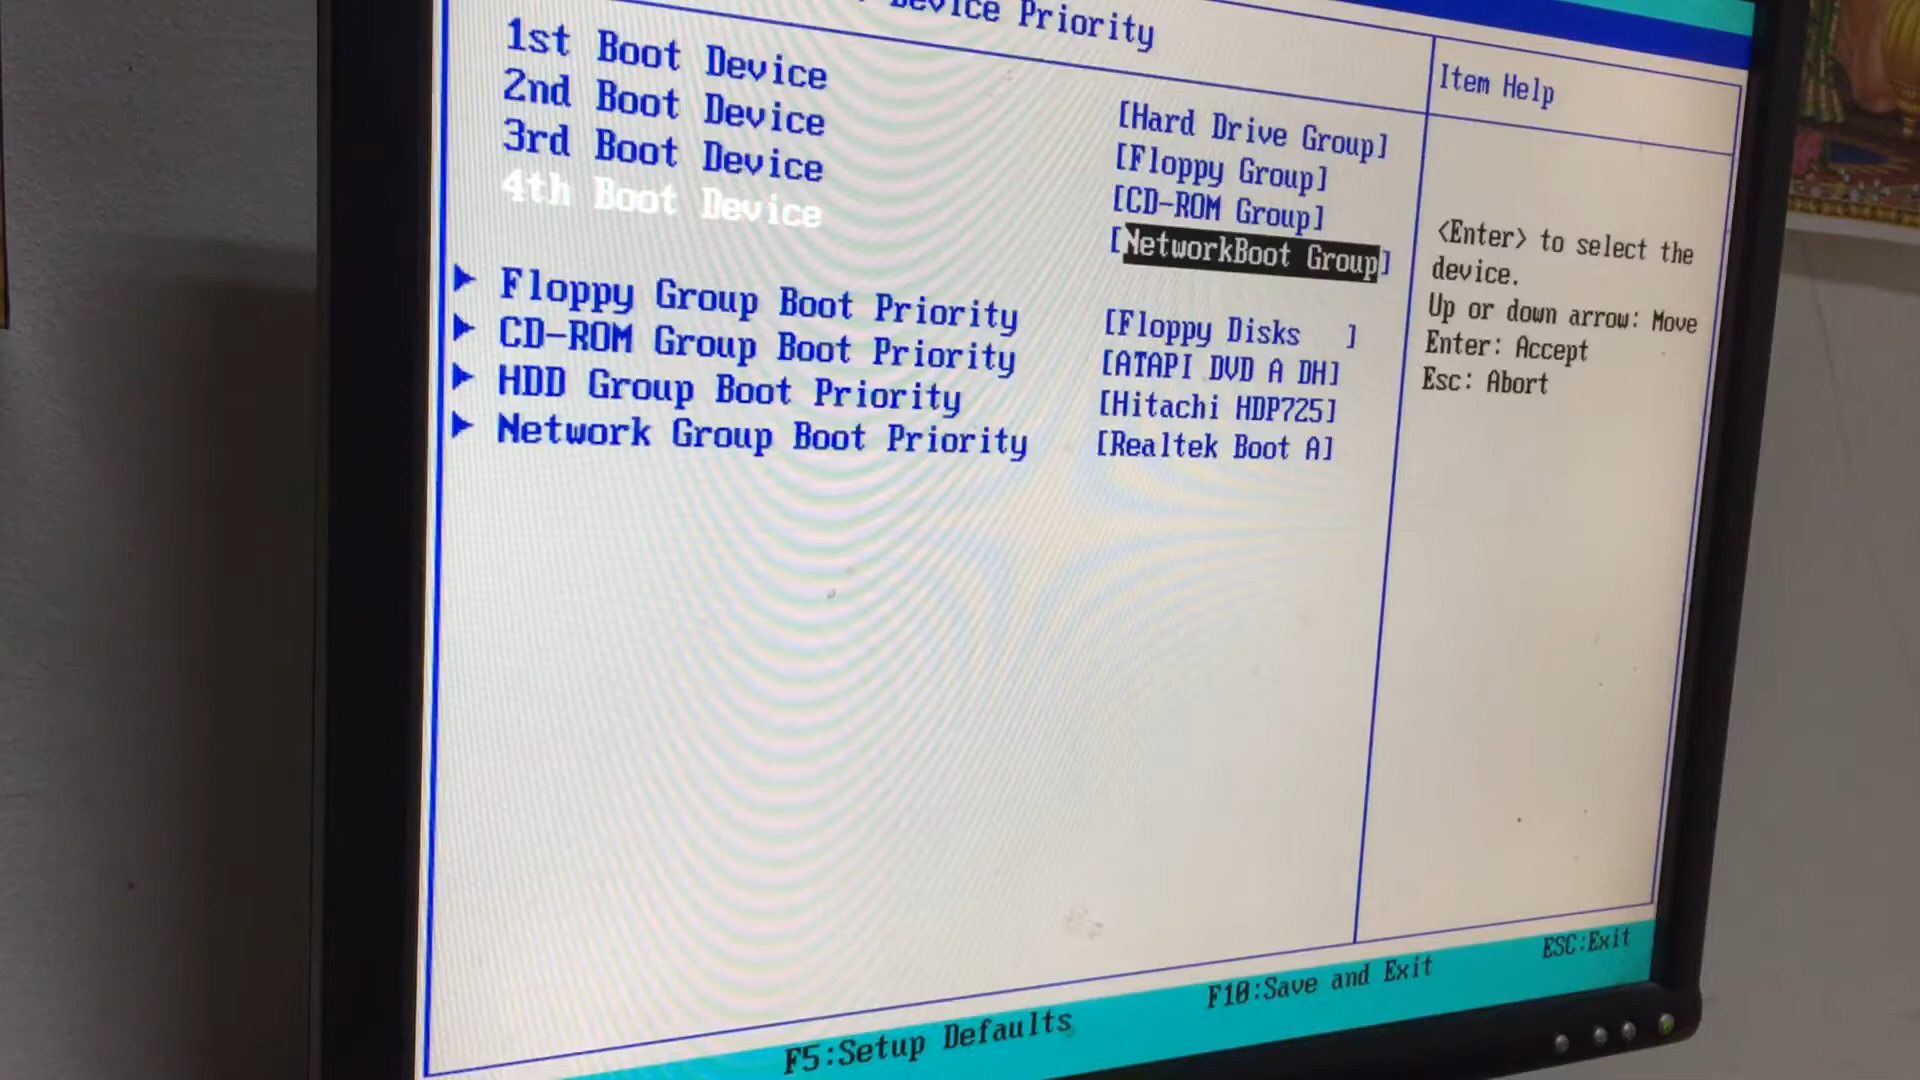 Device Priority
1st Boot Device [Hard Drive Group]
2nd Boot Device [Floppy Group]
3rd Boot Device [CD-ROM Group]
4th Boot Device [NetworkBoot Group]
Floppy Group Boot Priority [Floppy Disks ]
CD-ROM Group Boot Priority [ATAPI DVD A DH]
HDD Group Boot Priority [Hitachi HDP725]
Network Group Boot Priority [Realtek Boot A]
Item Help
<Enter> to select the
device.
Up or down arrow: Move
Enter: Accept
Esc: Abort
F5:Setup Defaults
F10:Save and Exit
ESC:Exit